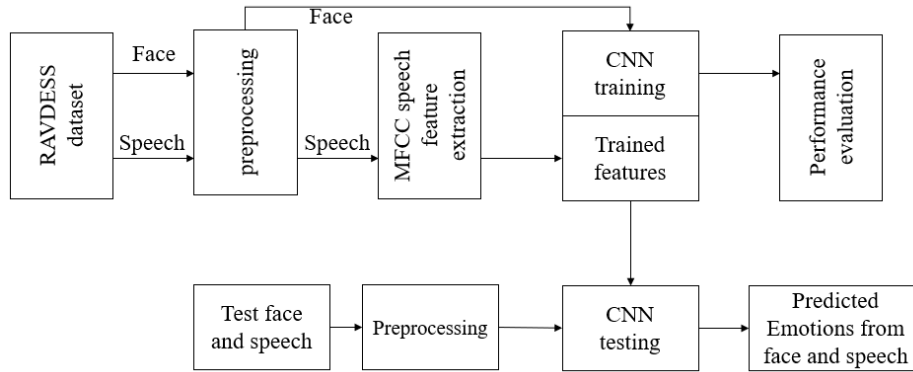 Face
RAVDESS
dataset
Face
Speech
preprocessing
Speech
MFCC speech
feature
extraction
CNN
training
Trained
features
Performance
evaluation
Test face
and speech
Preprocessing
CNN
testing
Predicted
Emotions from
face and speech